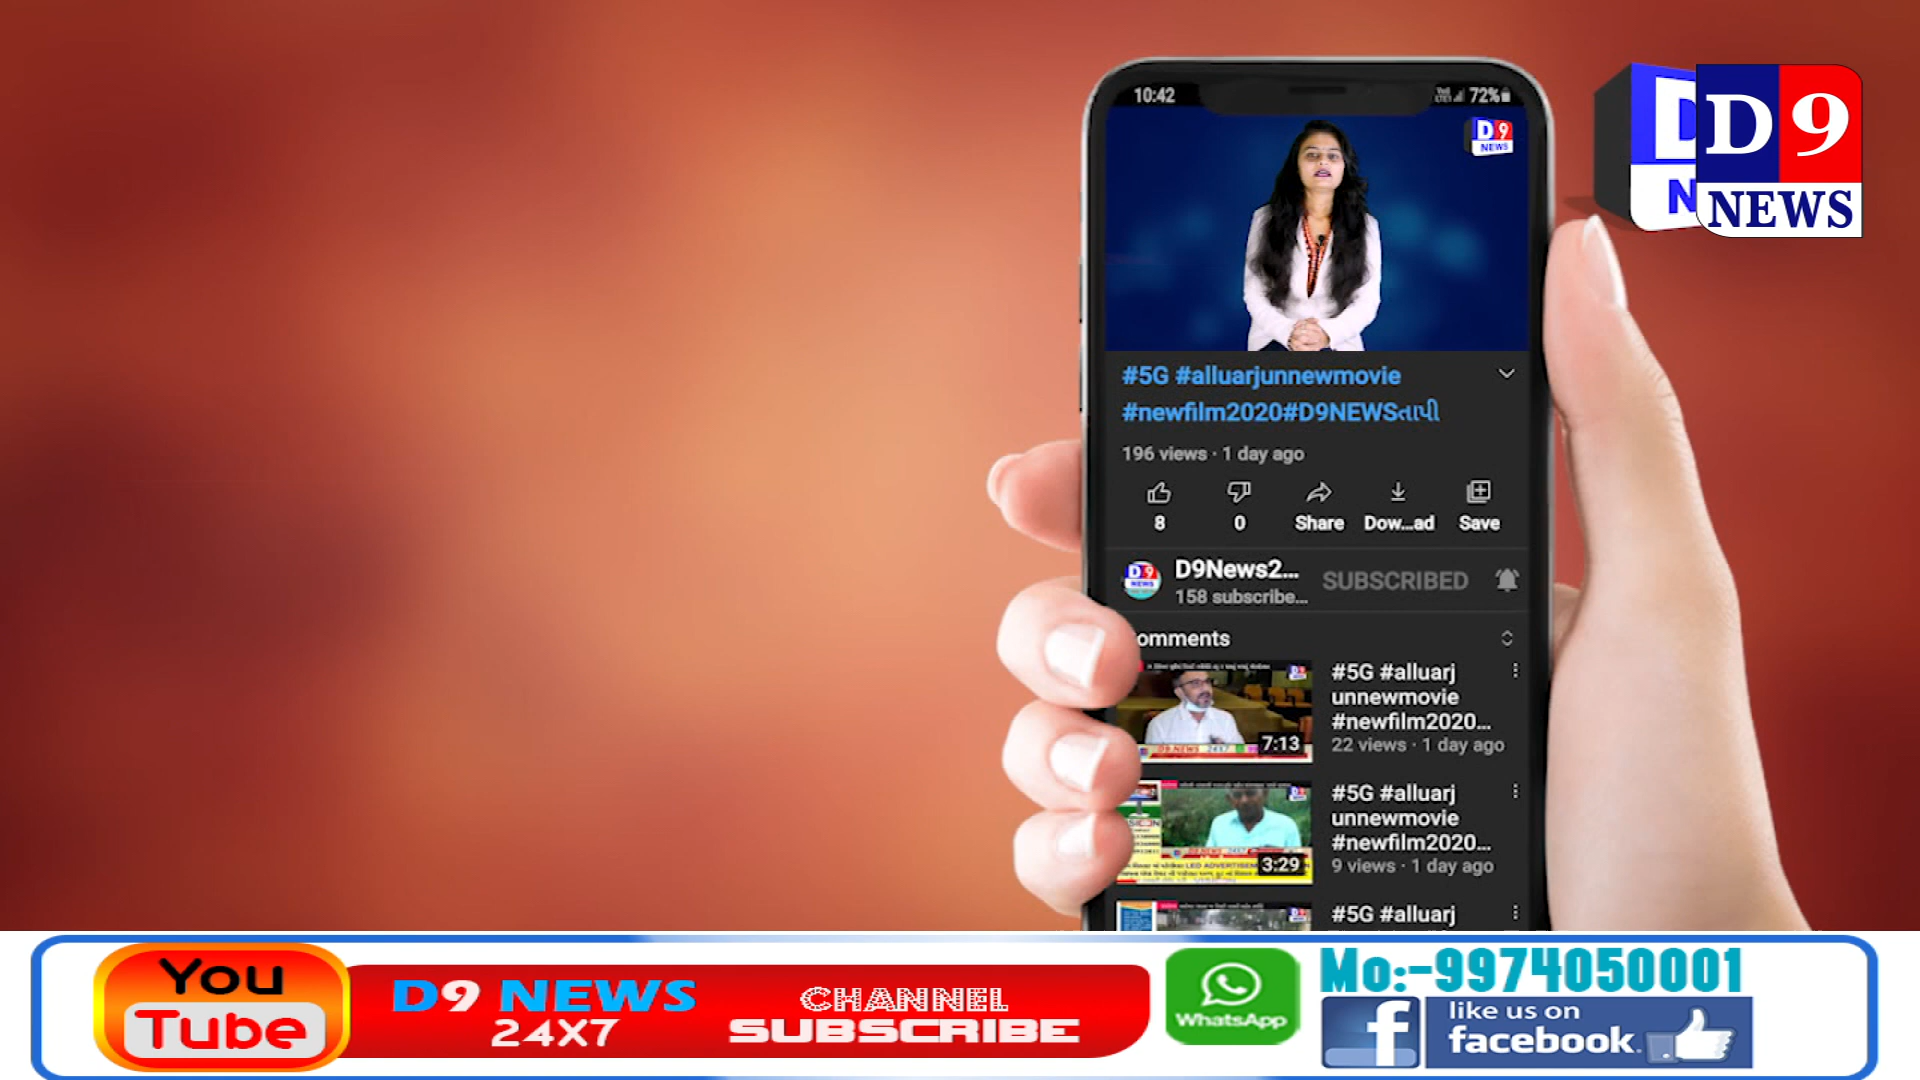 10:42
72%
D9
NEWS
D
N
D9
NEWS
#5G #alluarjunnewmovie
#newfilm2020#D9NEWSતાપી
196 views · 1 day ago
8
0
Share
Dow...ad
Save
D9
NEWS
D9News2...
SUBSCRIBED
158 subscribe...
omments
#5G #alluarj
unnewmovie
#newfilm2020...
22 views · 1 day ago
7:13
#5G #alluarj
unnewmovie
#newfilm2020...
9 views · 1 day ago
3:29
#5G #alluarj
You
Tube
D9 NEWS
24X7
CHANNEL
SUBSCRIBE
WhatsApp
Mo:-9974050001
f
like us on
facebook.